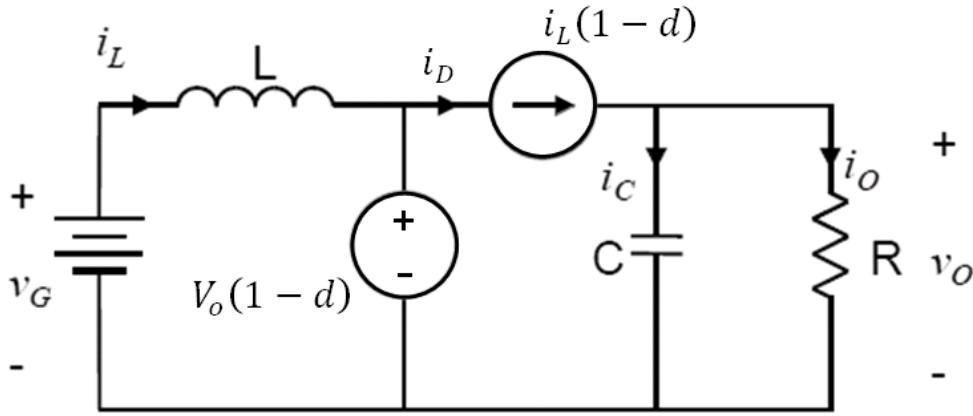 i_L
L
i_D
i_L(1 − d)
+
v_G
-
+
-
V_o(1 − d)
i_C
C
i_O
R
+
v_O
-